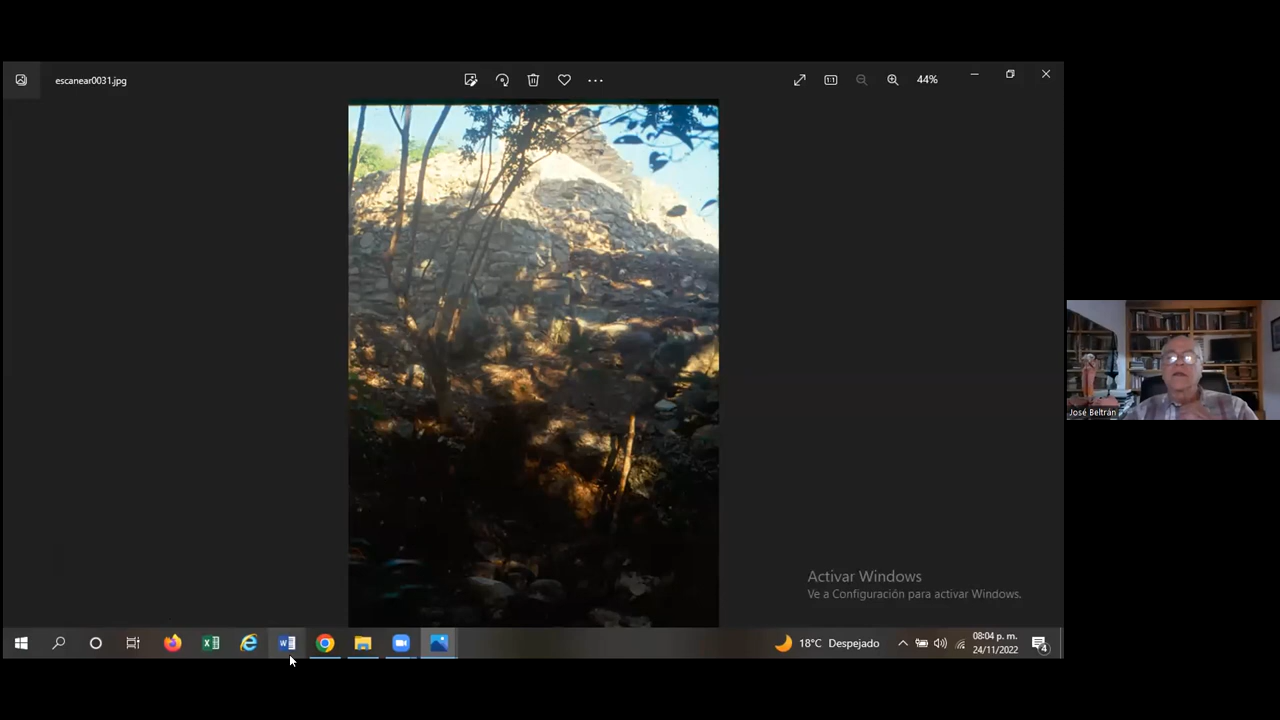 escanear0031.jpg
44%
José Beltrán
Activar Windows
Ve a Configuración para activar Windows.
18°C Despejado
08:04 p. m.
24/11/2022
4